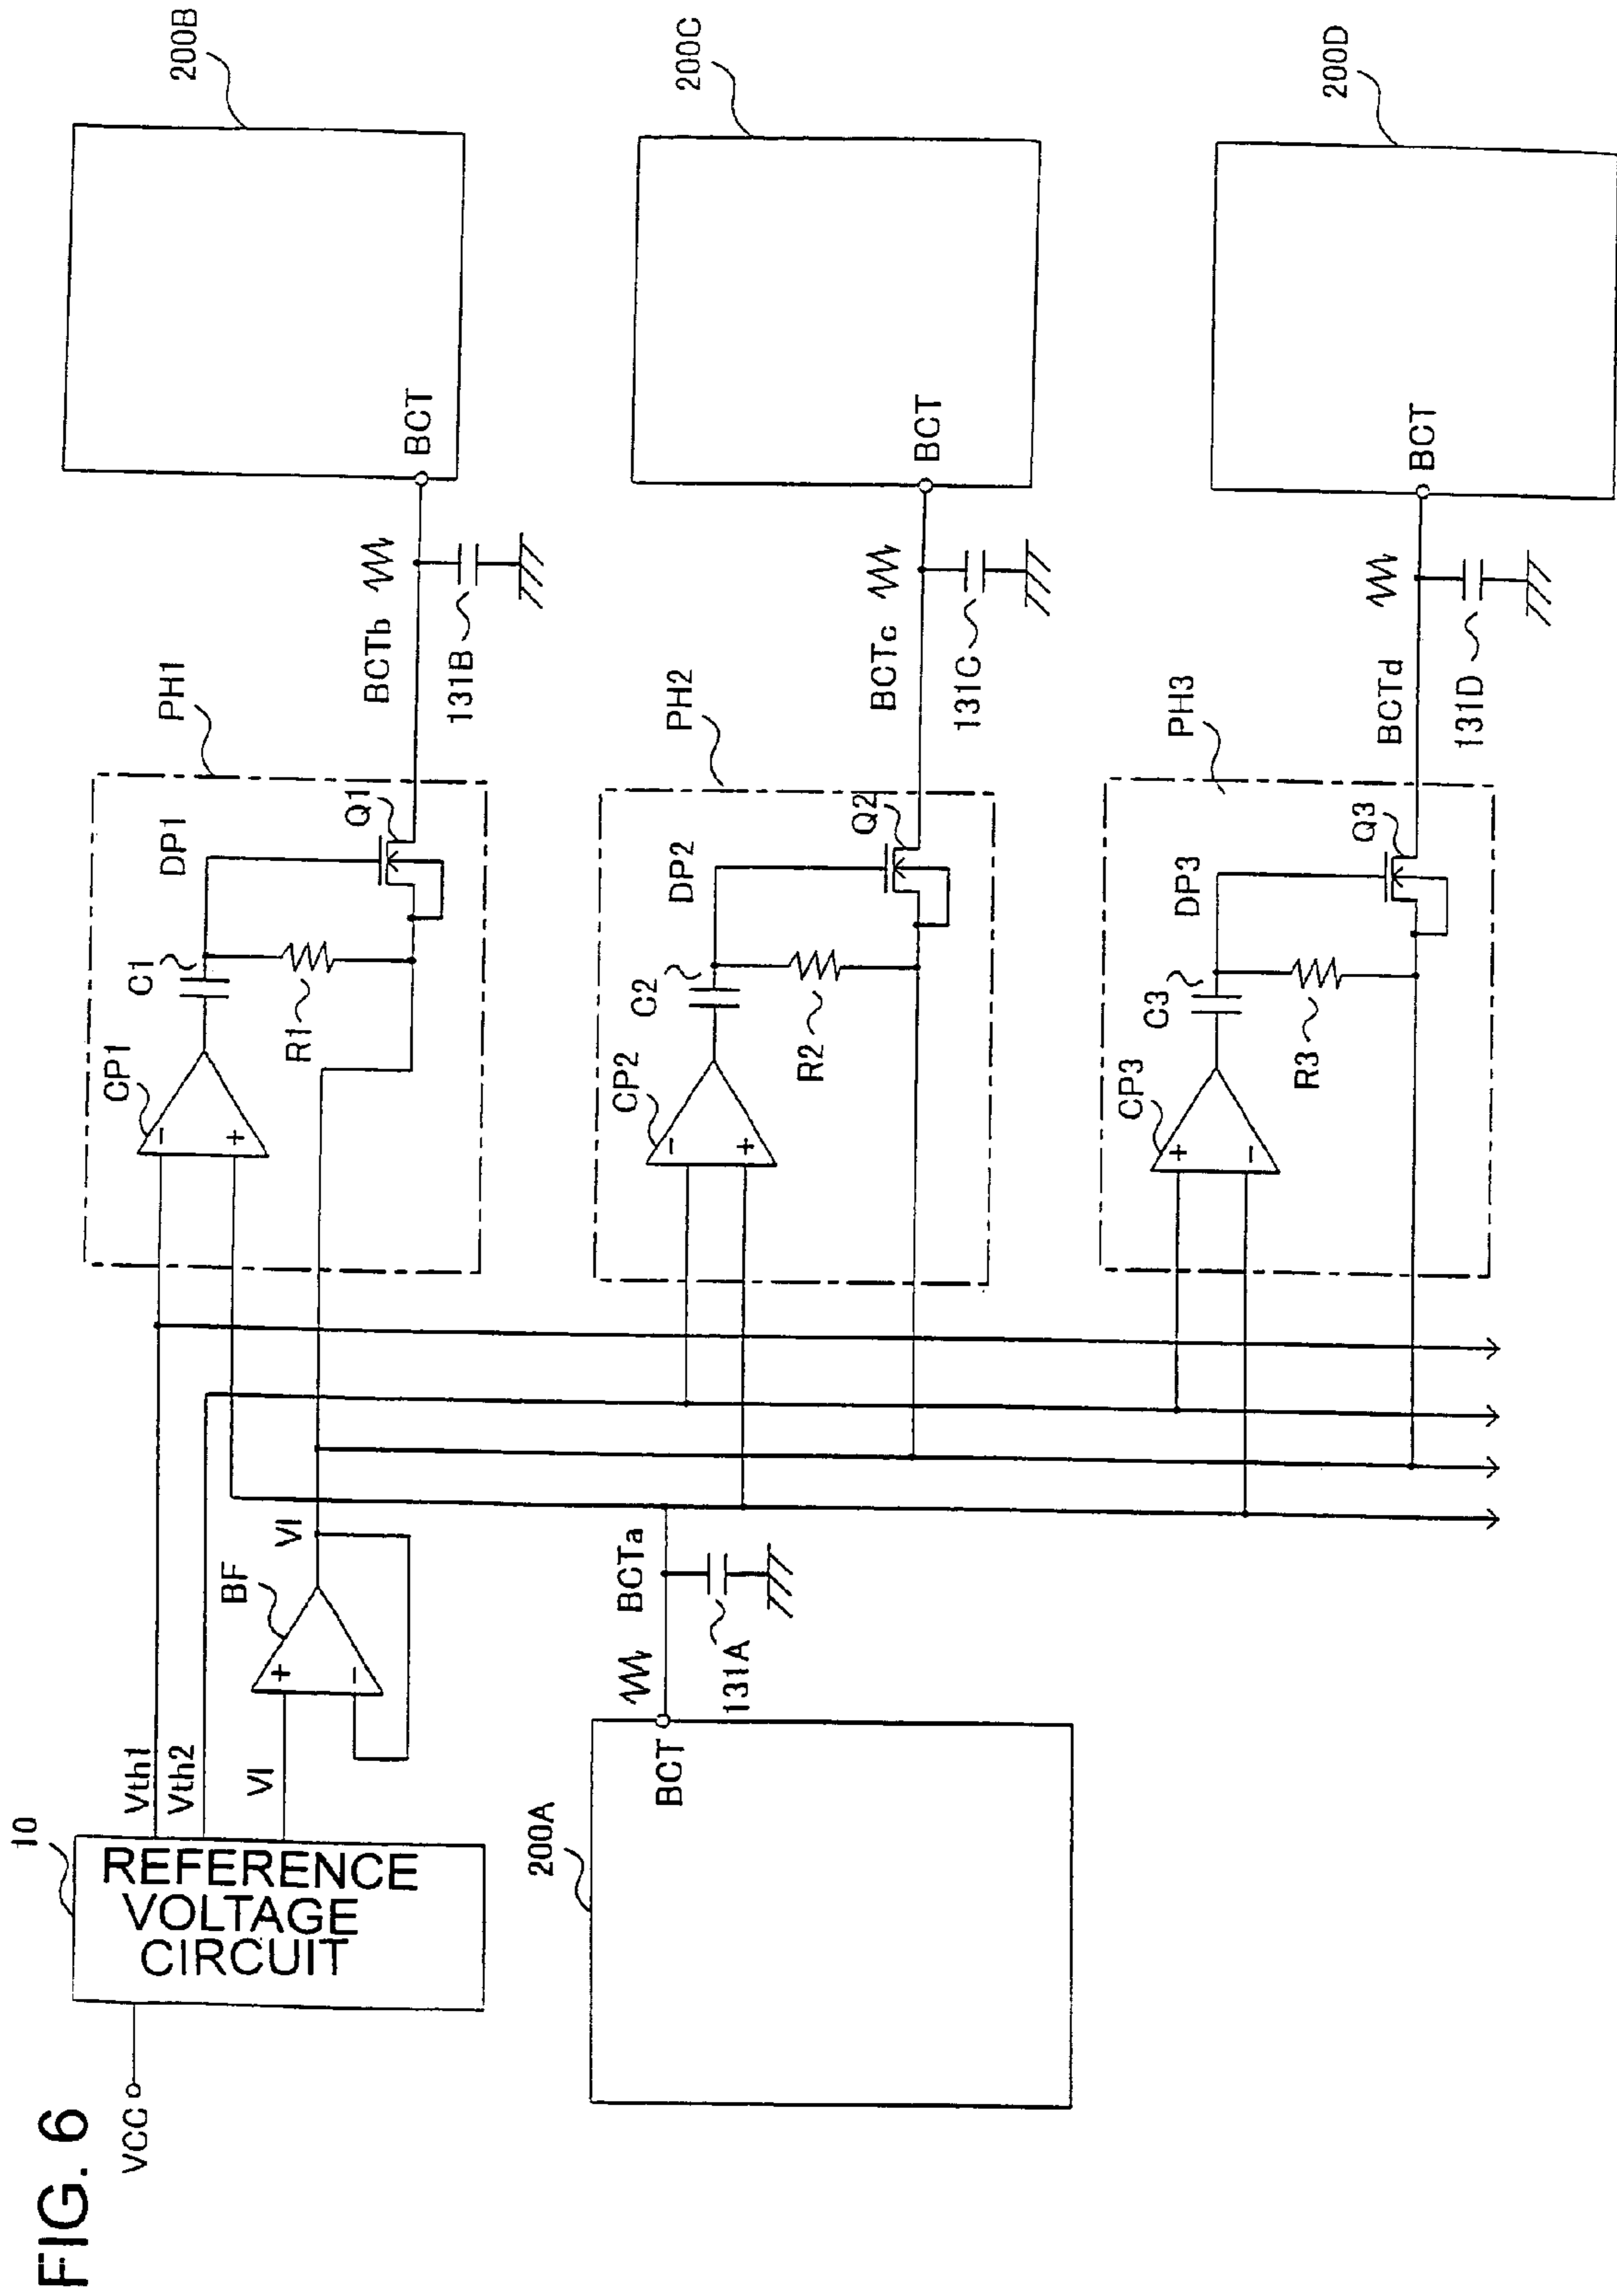 FIG. 6
VCC
10
REFERENCE
VOLTAGE
CIRCUIT
Vth1
Vth2
VI
BF
VI
+
−
CP1
−
+
C1
R1
DP1
Q1
PH1
BCTb
131B
BCT
200B
200A
BCT
131A
BCTa
CP2
−
+
C2
R2
DP2
Q2
PH2
BCTc
131C
BCT
200C
CP3
+
−
C3
R3
DP3
Q3
PH3
BCTd
131D
BCT
200D